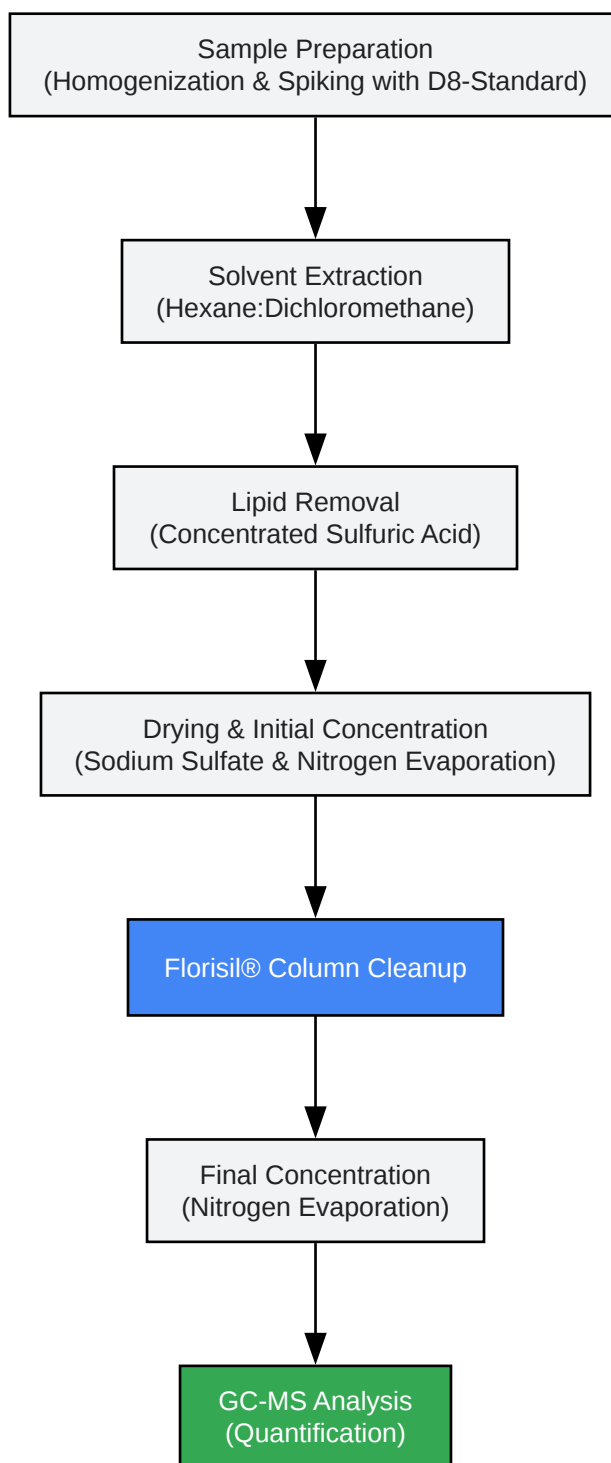 Sample Preparation
(Homogenization & Spiking with D8-Standard)
Solvent Extraction
(Hexane:Dichloromethane)
Lipid Removal
(Concentrated Sulfuric Acid)
Drying & Initial Concentration
(Sodium Sulfate & Nitrogen Evaporation)
Florisil® Column Cleanup
Final Concentration
(Nitrogen Evaporation)
GC-MS Analysis
(Quantification)